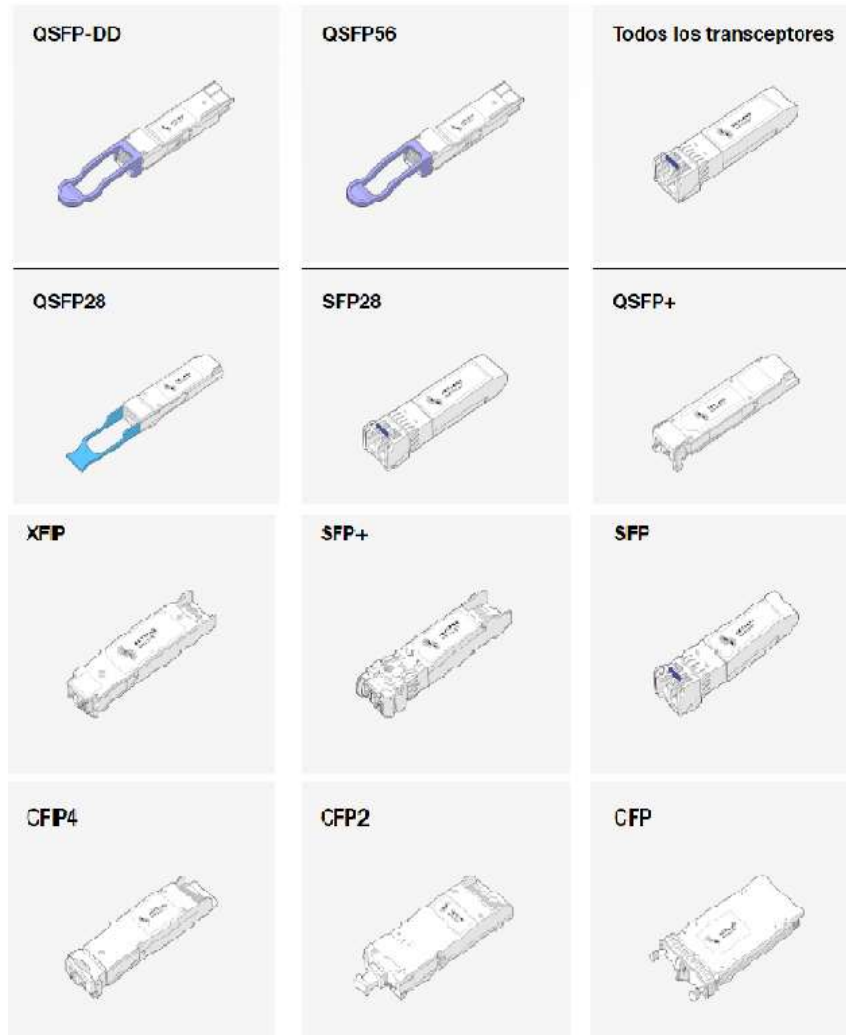 QSFP-DD
QSFP56
Todos los transceptores
QSFP28
SFP28
QSFP+
XFP
SFP+
SFP
CFP4
CFP2
CFP